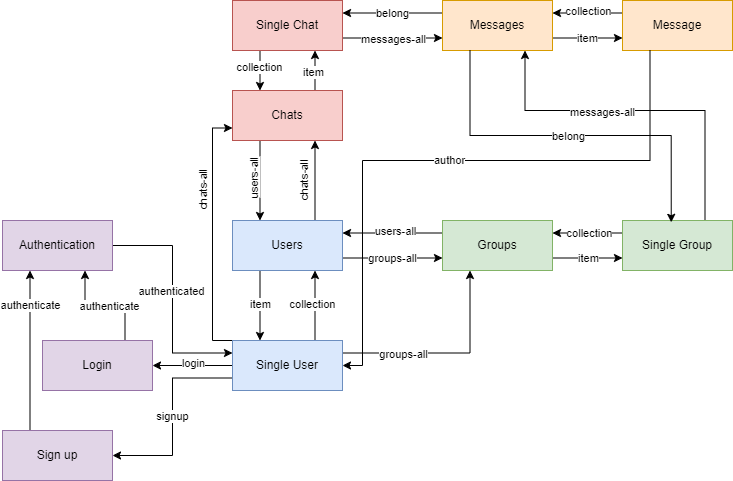 belong
collection
Single Chat
Messages
Message
messages-all
item
collection
item
Chats
messages-all
belong
author
users-all
chats-all
chats-all
Authentication
Users
users-all
Groups
collection
Single Group
groups-all
item
authenticated
authenticate
authenticate
item
collection
Login
login
Single User
groups-all
signup
Sign up